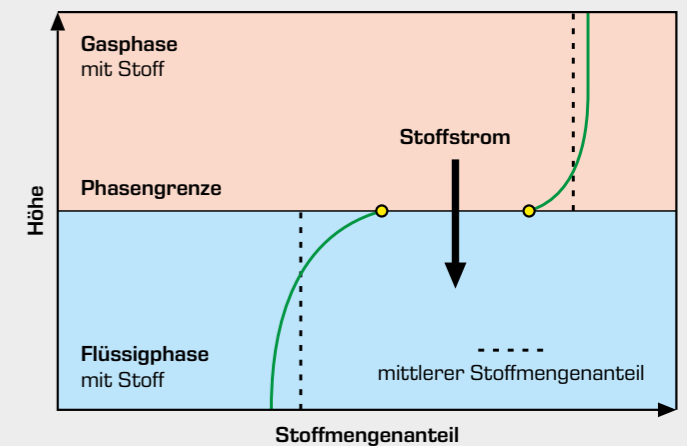 Gasphase
mit Stoff
Stoffstrom
Phasengrenze
Höhe
Flüssigphase
mit Stoff
mittlerer Stoffmengenanteil
Stoffmengenanteil